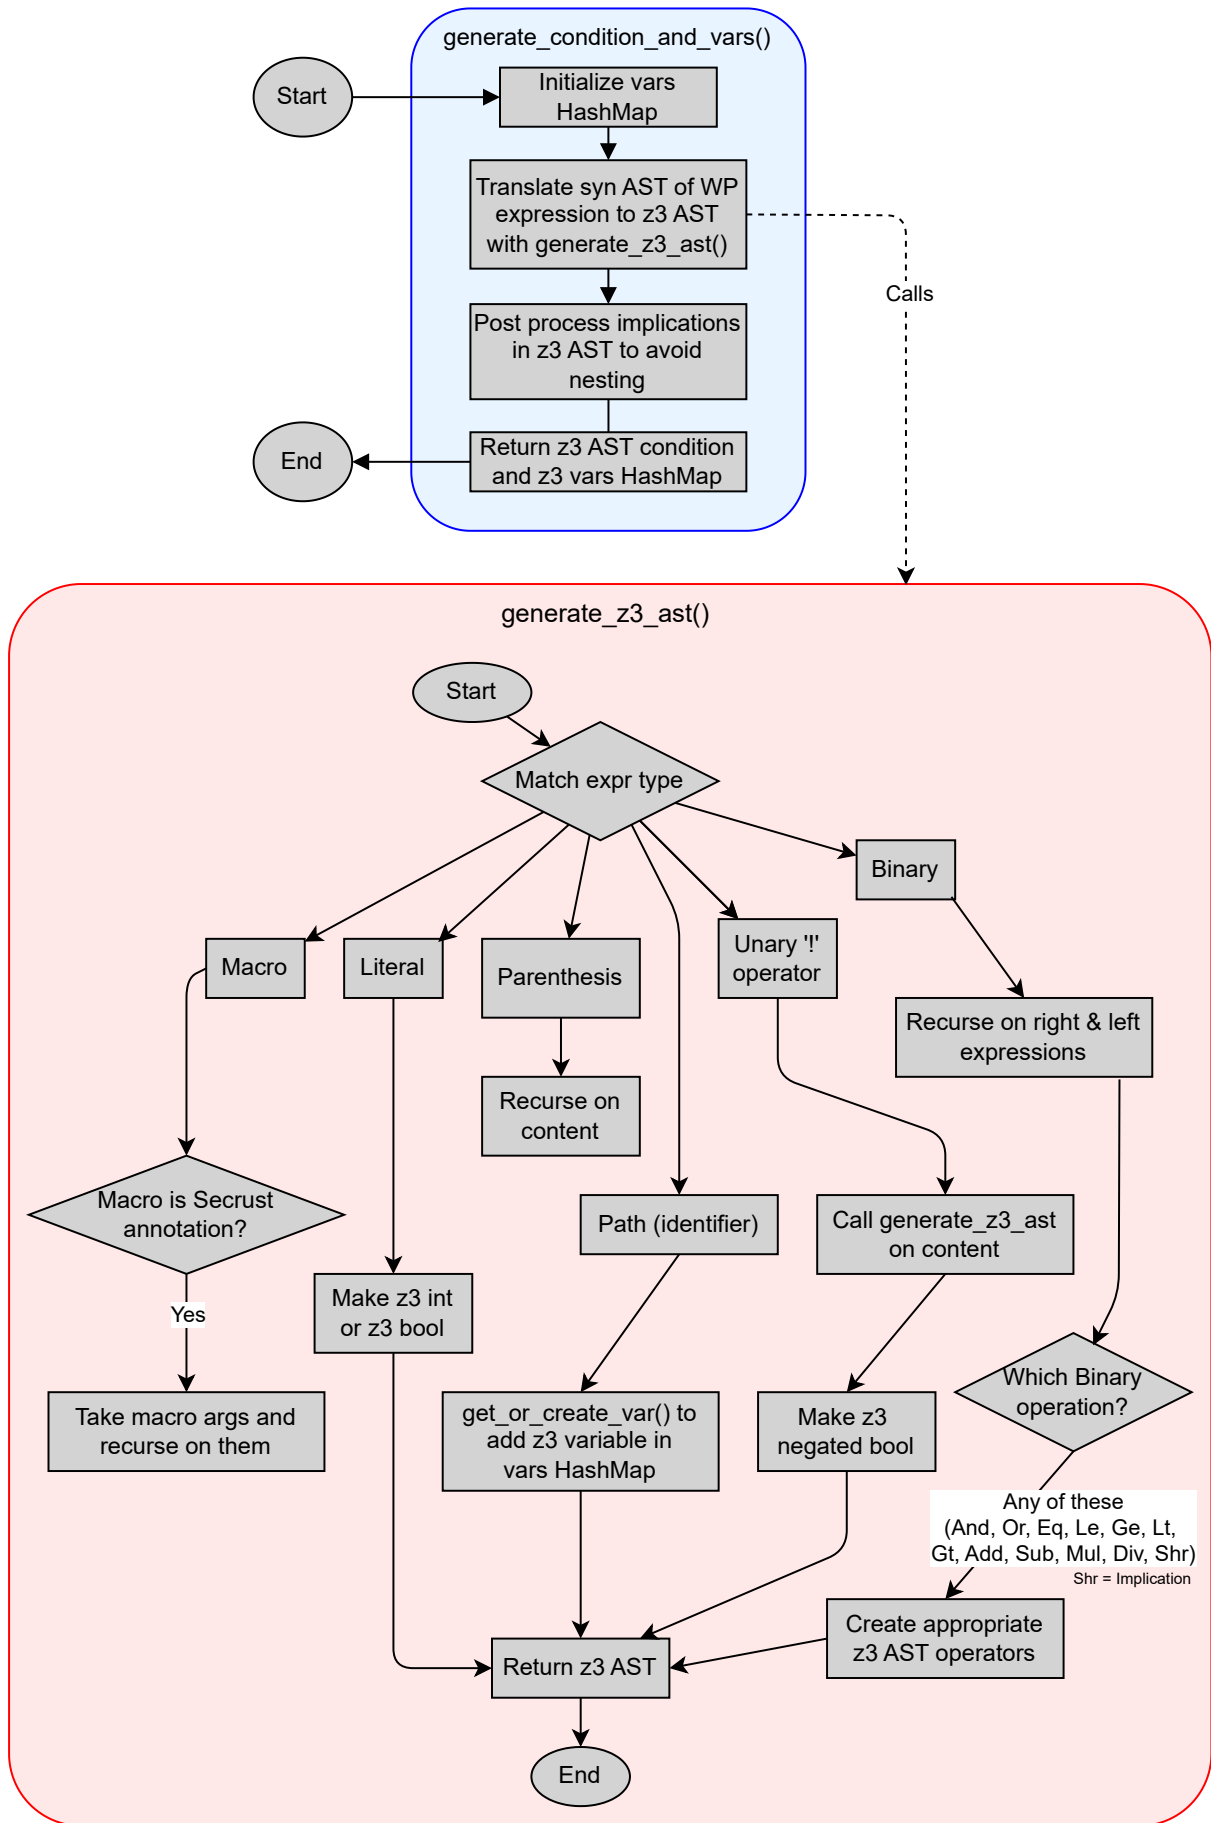 generate_condition_and_vars()
Start
Initialize vars
HashMap
Translate syn AST of WP
expression to z3 AST
with generate_z3_ast()
Calls
Post process implications
in z3 AST to avoid
nesting
End
Return z3 AST condition
and z3 vars HashMap
generate_z3_ast()
Start
Match expr type
Binary
Macro
Literal
Parenthesis
Unary '!'
operator
Recurse on right & left
expressions
Recurse on
content
Macro is Secrust
annotation?
Path (identifier)
Call generate_z3_ast
on content
Yes
Make z3 int
or z3 bool
Which Binary
operation?
Take macro args and
recurse on them
get_or_create_var() to
add z3 variable in
vars HashMap
Make z3
negated bool
Any of these
(And, Or, Eq, Le, Ge, Lt,
Gt, Add, Sub, Mul, Div, Shr)
Shr = Implication
Create appropriate
z3 AST operators
Return z3 AST
End